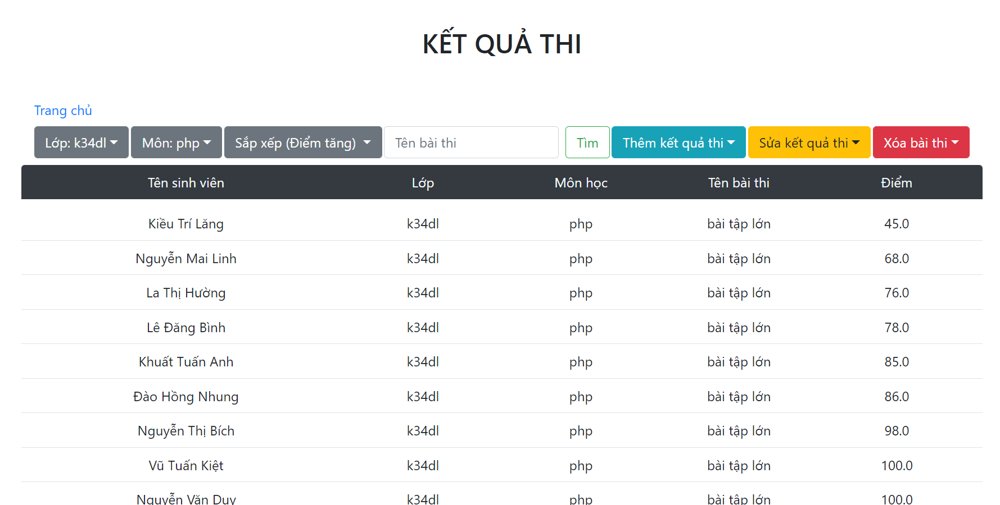 KẾT QUẢ THI
Trang chủ
Lớp: k34dl Môn: php Sắp xếp (Điểm tăng) Tên bài thi Tìm Thêm kết quả thi Sửa kết quả thi Xóa bài thi
Tên sinh viên Lớp Môn học Tên bài thi Điểm
Kiều Trí Lăng k34dl php bài tập lớn 45.0
Nguyễn Mai Linh k34dl php bài tập lớn 68.0
La Thị Hường k34dl php bài tập lớn 76.0
Lê Đăng Bình k34dl php bài tập lớn 78.0
Khuất Tuấn Anh k34dl php bài tập lớn 85.0
Đào Hồng Nhung k34dl php bài tập lớn 86.0
Nguyễn Thị Bích k34dl php bài tập lớn 98.0
Vũ Tuấn Kiệt k34dl php bài tập lớn 100.0
Nguyễn Văn Duy k34dl php bài tập lớn 100.0